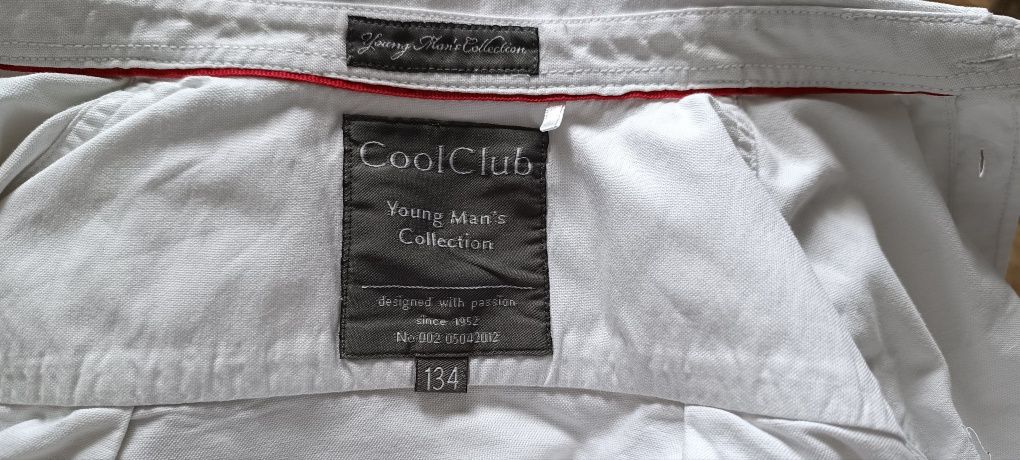 Young Man's Collection
CoolClub
Young Man's
Collection
designed with passion
since 1952
No 002 05042012
134